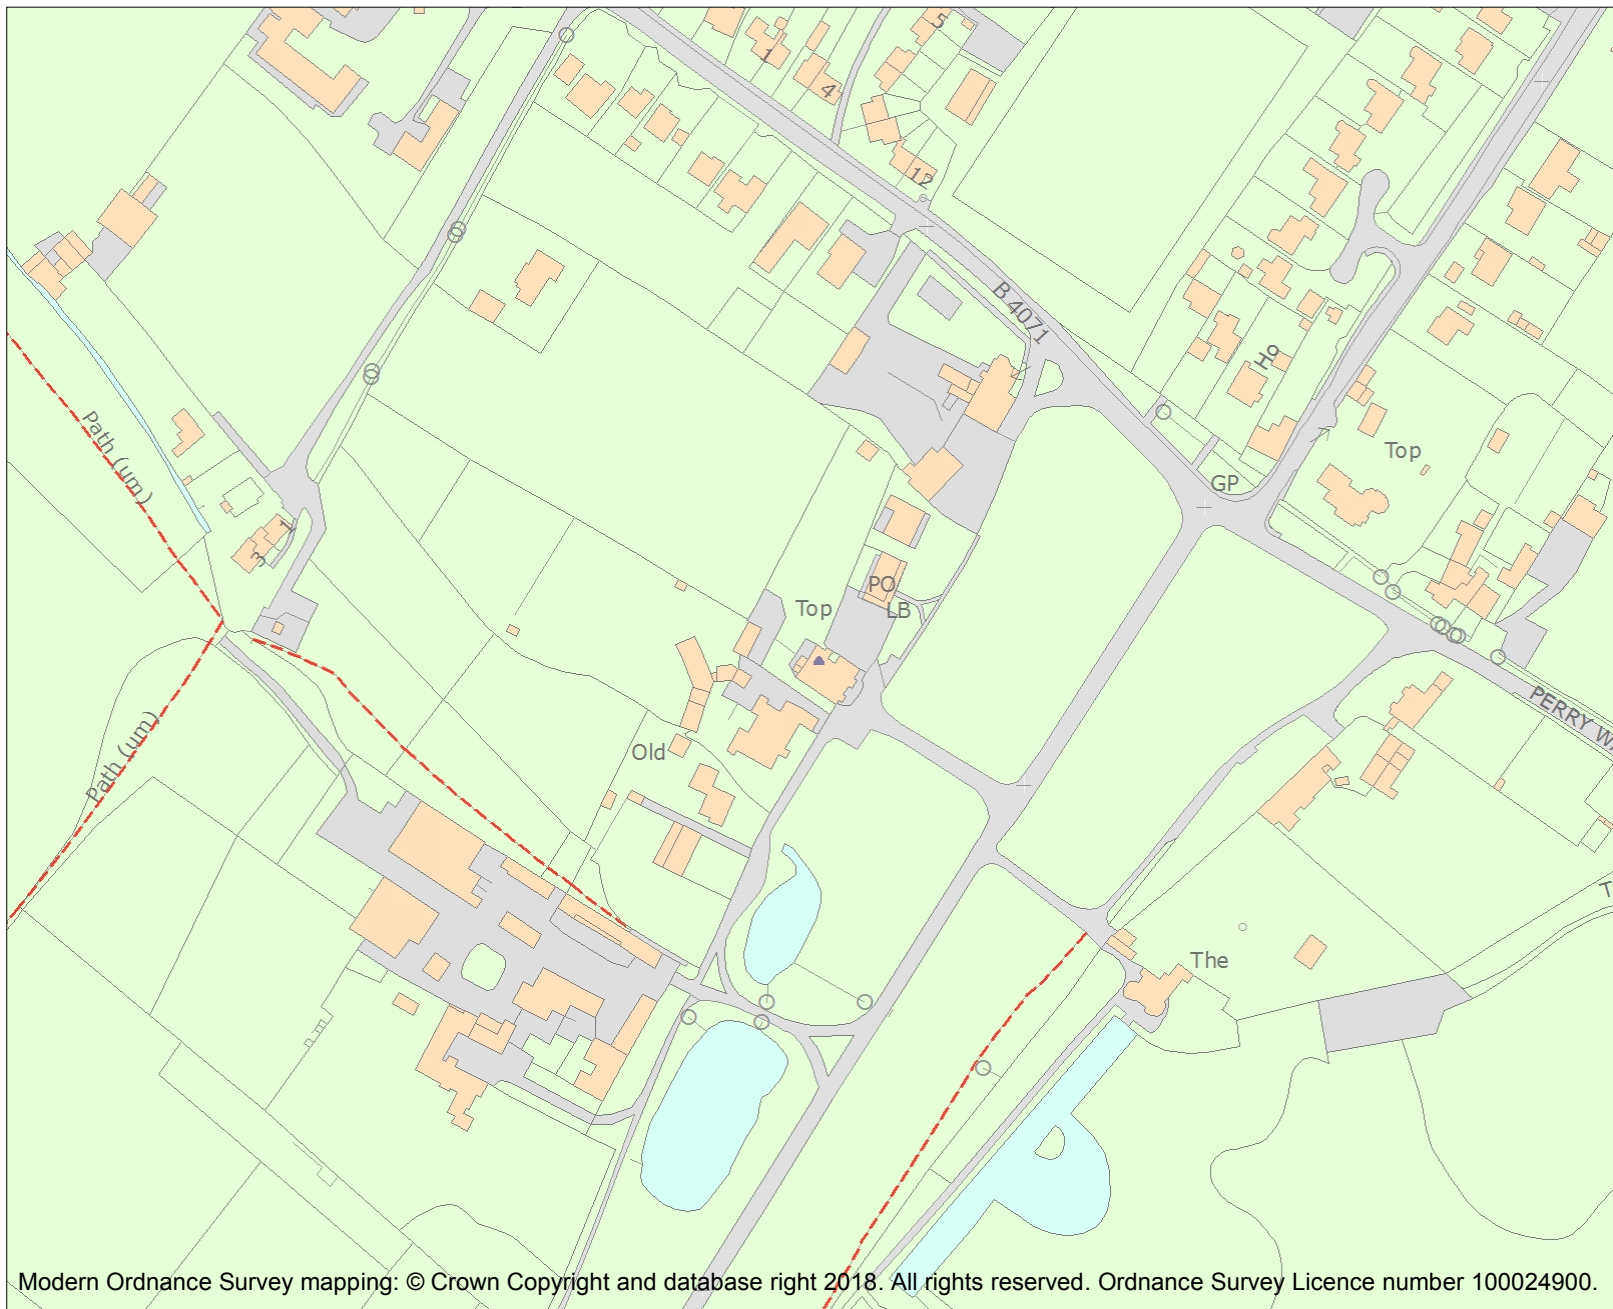 1
4
5
12
B 4071
Ho
Path (um)
Top
GP
1
3
PO
LB
Top
PERRY WA
Old
Path (um)
T
The
Modern Ordnance Survey mapping: © Crown Copyright and database right 2018. All rights reserved. Ordnance Survey Licence number 100024900.